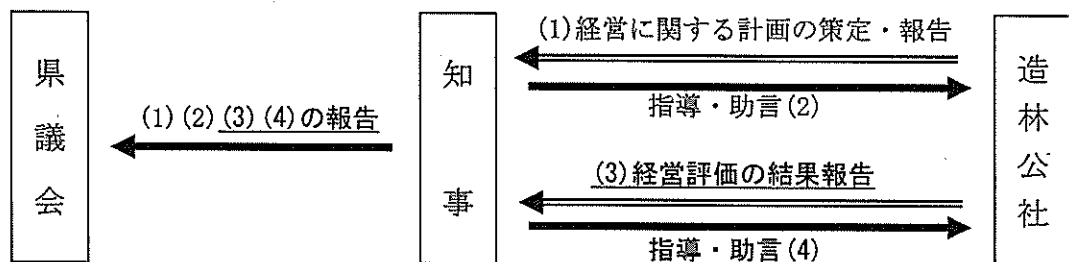 県議会
(1)(2)(3)(4)の報告
知事
(1)経営に関する計画の策定・報告
指導・助言(2)
(3)経営評価の結果報告
指導・助言(4)
造林公社